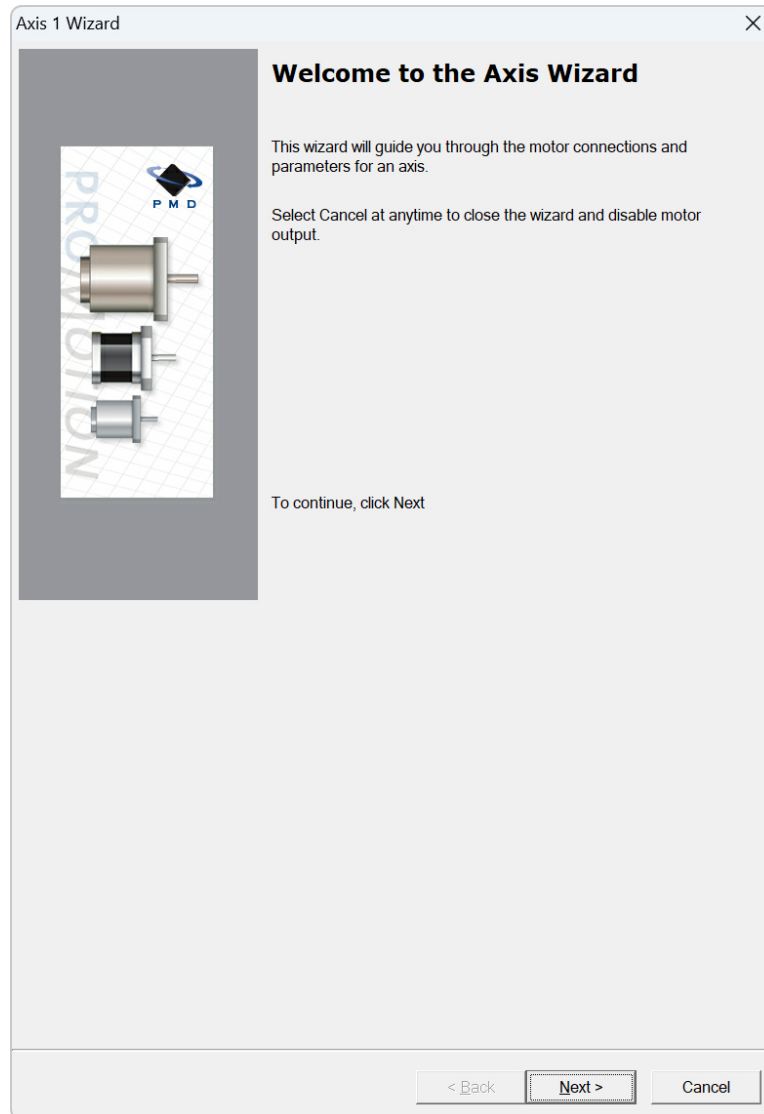 Axis 1 Wizard
Welcome to the Axis Wizard
This wizard will guide you through the motor connections and
parameters for an axis.
Select Cancel at anytime to close the wizard and disable motor
output.
PMD
PRO/MOTION
To continue, click Next
< Back
Next >
Cancel